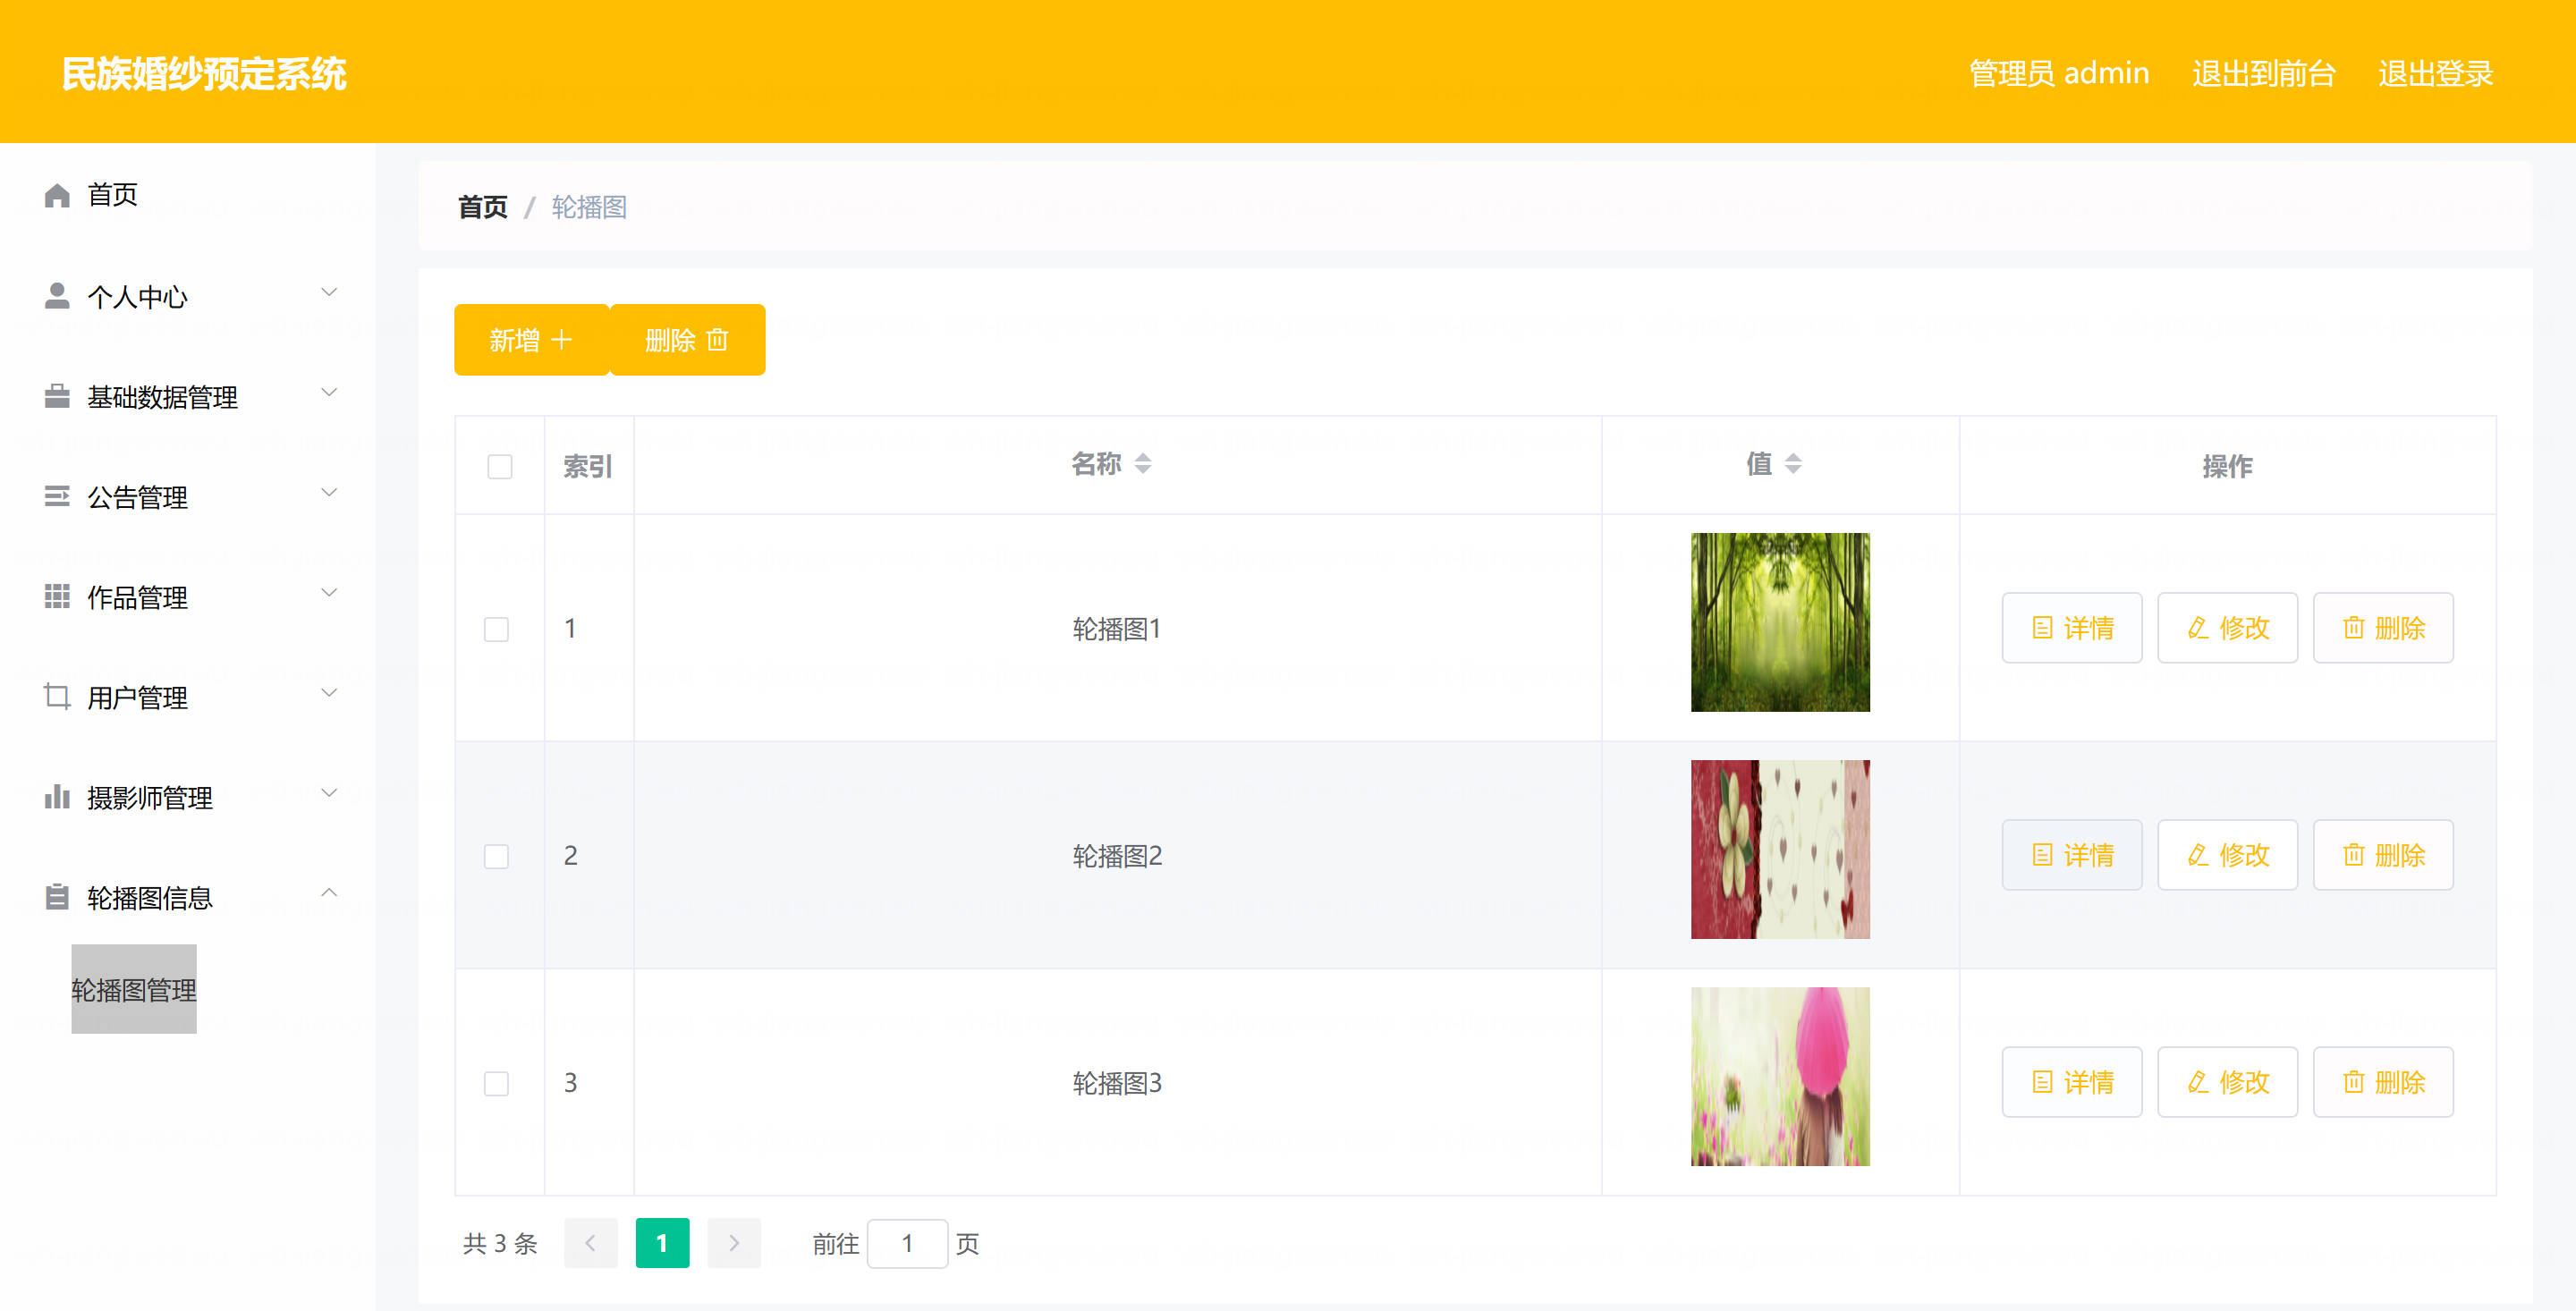 民族婚纱预定系统
管理员 admin 退出到前台 退出登录
首页
个人中心
基础数据管理
公告管理
作品管理
用户管理
摄影师管理
轮播图信息
轮播图管理
首页 / 轮播图
新增 删除
索引 名称 值 操作
1 轮播图1 详情 修改 删除
2 轮播图2 详情 修改 删除
3 轮播图3 详情 修改 删除
共 3 条 1 前往 1 页